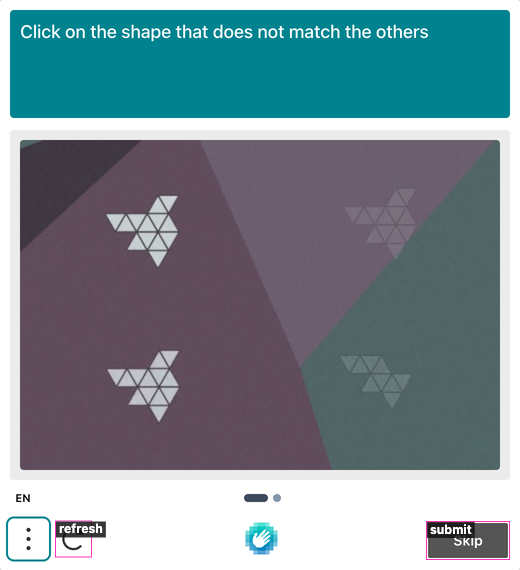 Click on the shape that does not match the others
EN
refresh
submit
Skip